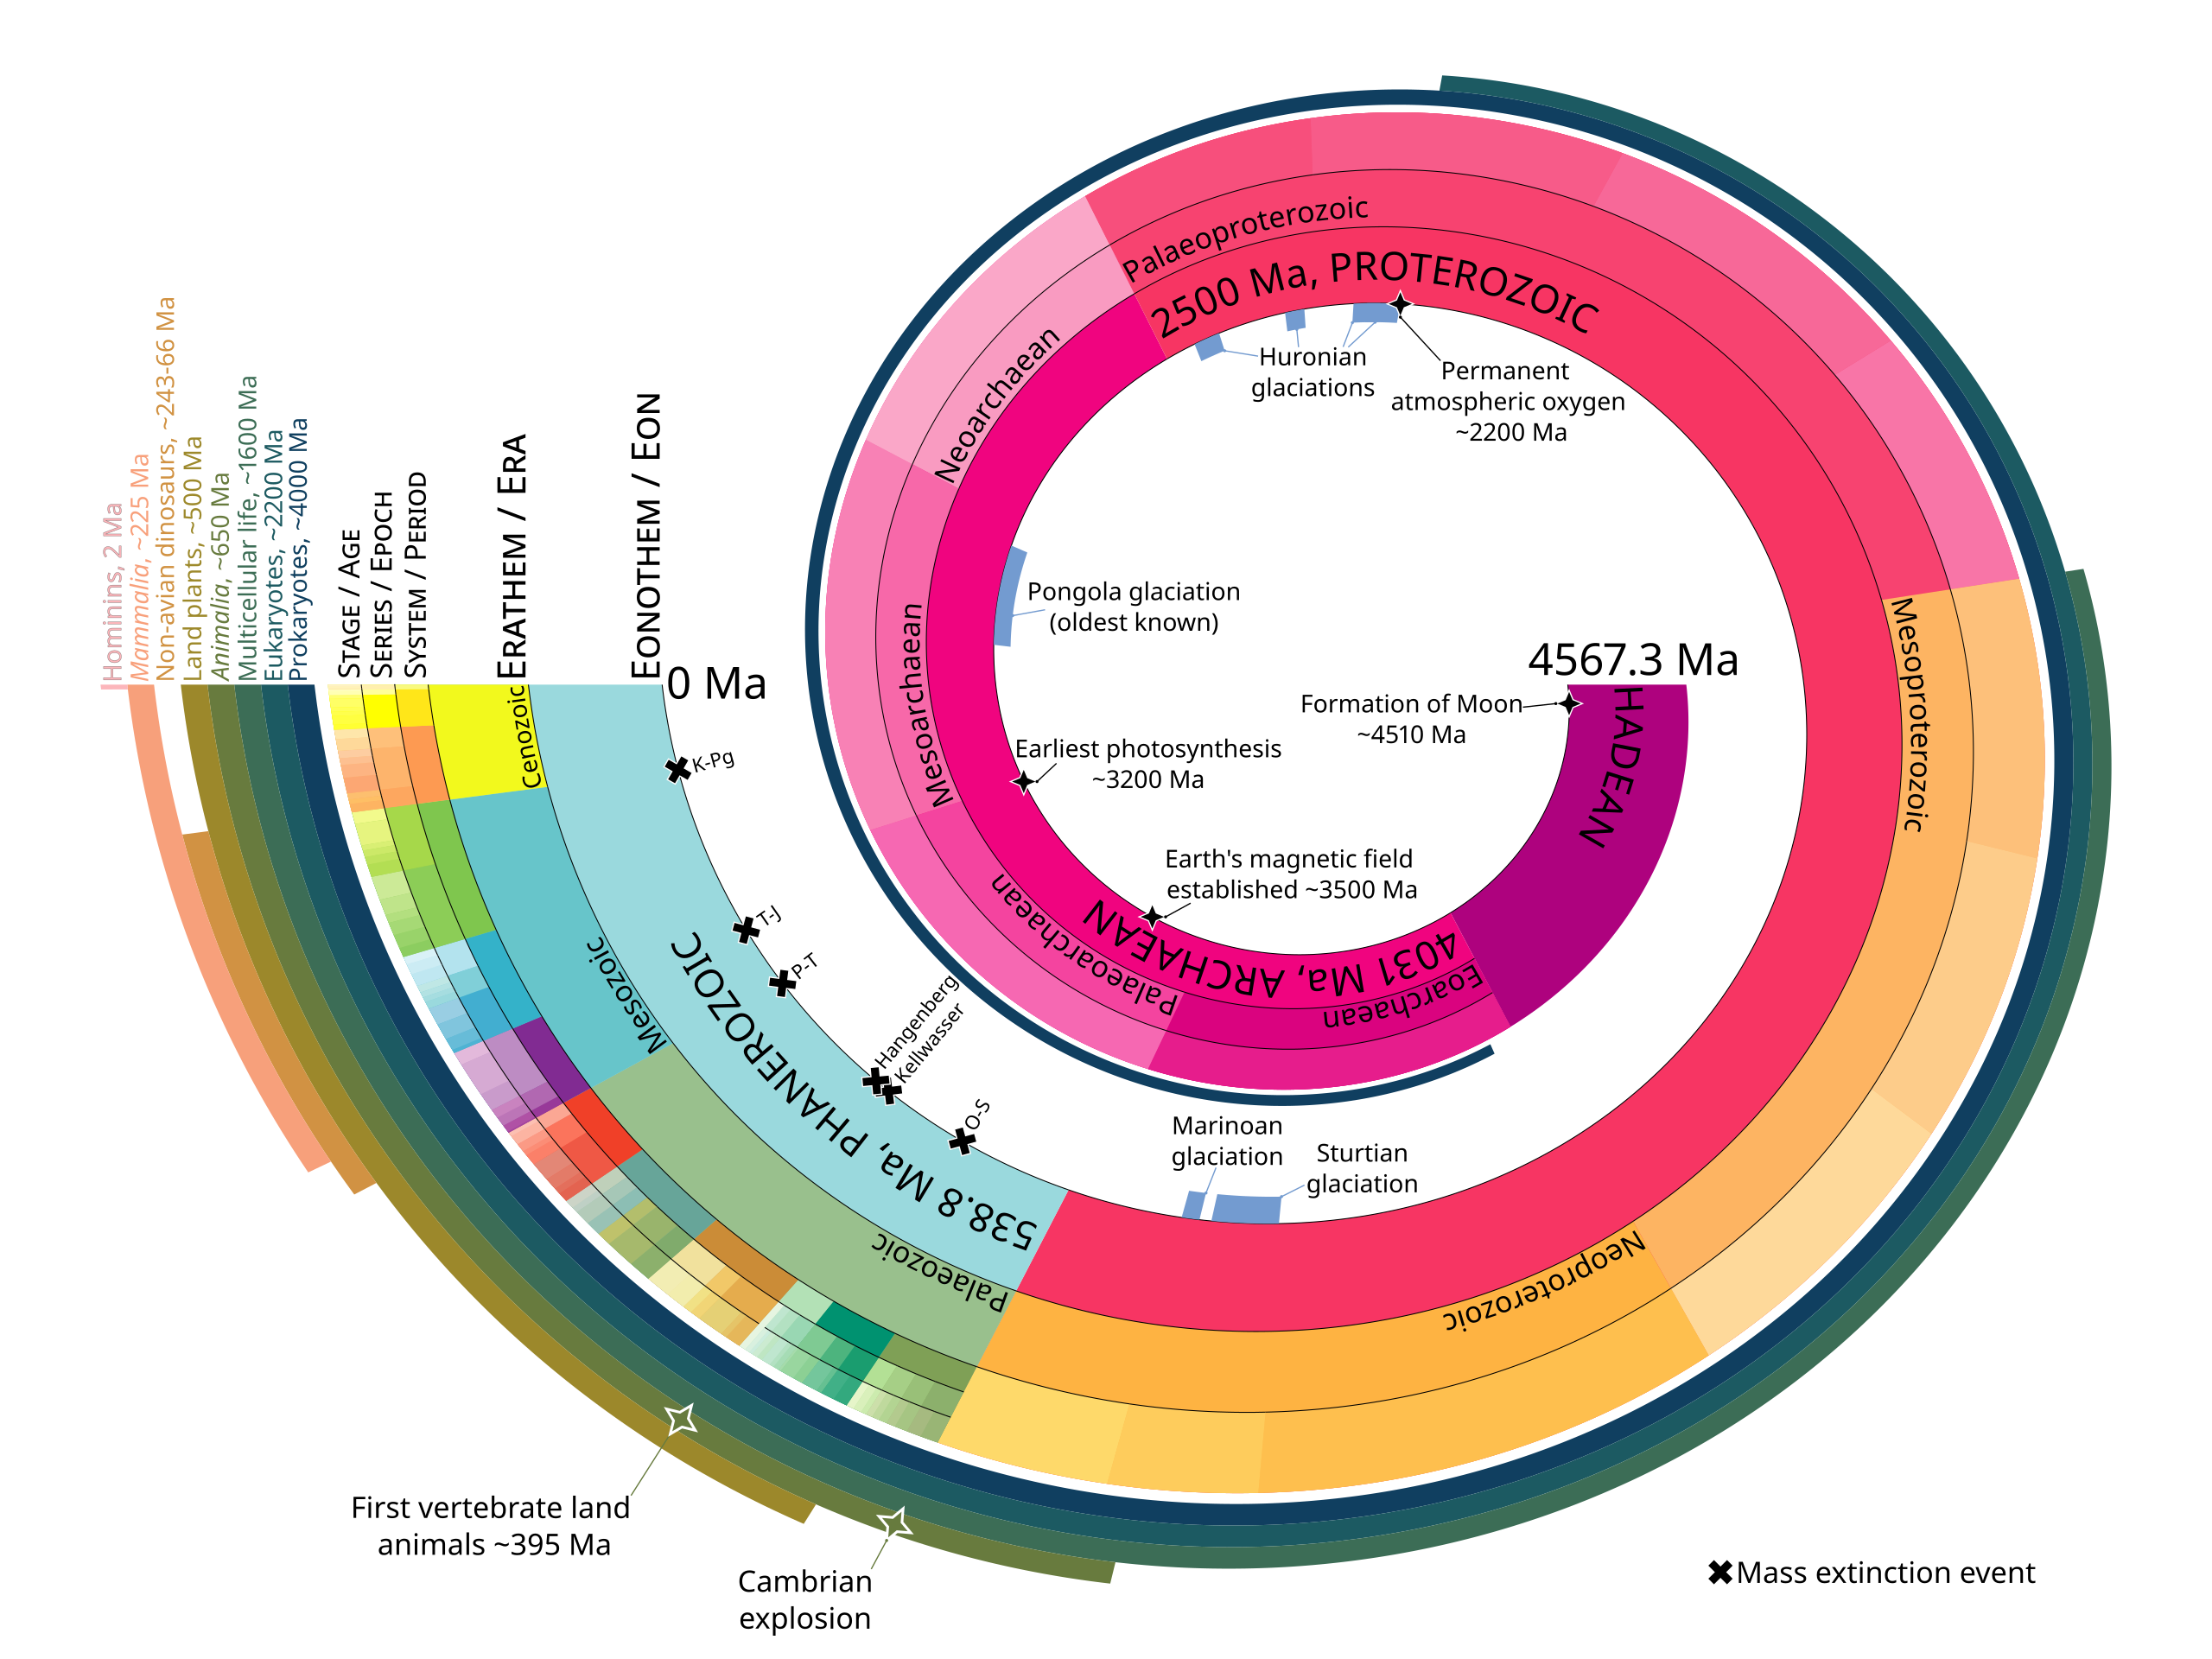 Hominins, 2 Ma
Mammalia, ~225 Ma
Non-avian dinosaurs, ~243-66 Ma
Land plants, ~500 Ma
Animalia, ~650 Ma
Multicellular life, ~1600 Ma
Eukaryotes, ~2200 Ma
Prokaryotes, ~4000 Ma
STAGE / AGE
SERIES / EPOCH
SYSTEM / PERIOD
ERATHEM / ERA
EONOTHEM / EON
0 Ma
Cenozoic
Mesozoic
Palaeozoic
538.8 Ma, PHANEROZOIC
K-Pg
T-J
P-T
Hangenberg
Kellwasser
O-S
Palaeoproterozoic
2500 Ma, PROTEROZOIC
Mesoproterozoic
Neoproterozoic
Huronian
glaciations
Permanent
atmospheric oxygen
~2200 Ma
Neoarchaean
Mesoarchaean
Palaeoarchaean
Eoarchaean
4031 Ma, ARCHAEAN
Pongola glaciation
(oldest known)
4567.3 Ma
HADEAN
Formation of Moon
~4510 Ma
Earliest photosynthesis
~3200 Ma
Earth's magnetic field
established ~3500 Ma
Marinoan
glaciation
Sturtian
glaciation
First vertebrate land
animals ~395 Ma
Cambrian
explosion
Mass extinction event